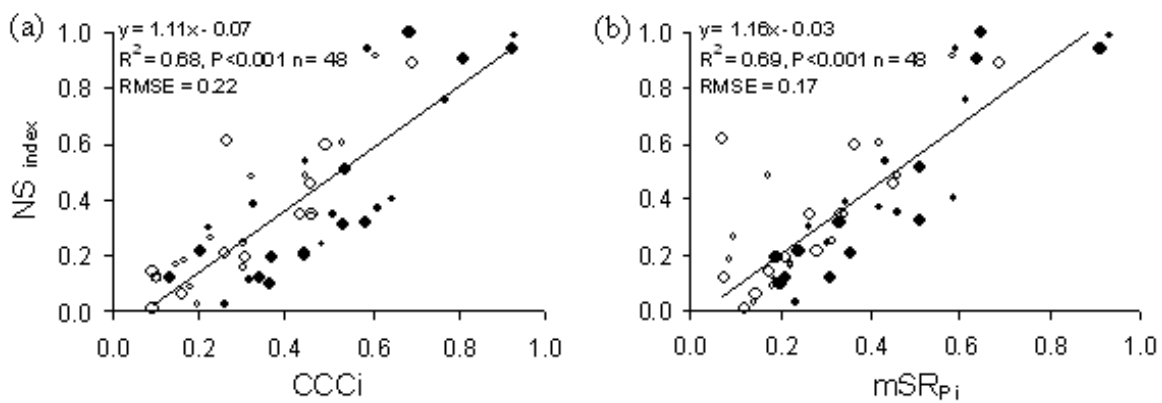 (a)
y = 1.11x - 0.07
R² = 0.68, P<0.001 n = 48
RMSE = 0.22
1.0
0.8
0.6
0.4
0.2
0.0
NS index
0.0 0.2 0.4 0.6 0.8 1.0
CCCi
(b)
y = 1.16x - 0.03
R² = 0.69, P<0.001 n = 48
RMSE = 0.17
1.0
0.8
0.6
0.4
0.2
0.0
0.0 0.2 0.4 0.6 0.8 1.0
mSR Pi